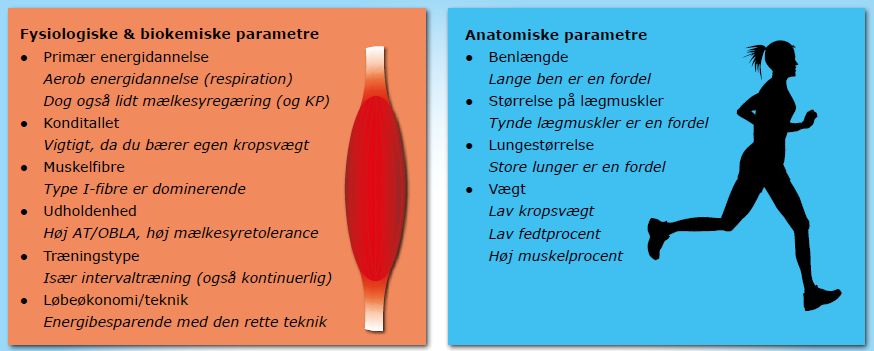 Fysiologiske & biokemiske parametre
● Primær energidannelse
Aerob energidannelse (respiration)
Dog også lidt mælkesyregæring (og KP)
● Konditallet
Vigtigt, da du bærer egen kropsvægt
● Muskelfibre
Type I-fibre er dominerende
● Udholdenhed
Høj AT/OBLA, høj mælkesyretolerance
● Træningstype
Især intervaltræning (også kontinuerlig)
● Løbeøkonomi/teknik
Energibesparende med den rette teknik
Anatomiske parametre
● Benlængde
Lange ben er en fordel
● Størrelse på lægmuskler
Tynde lægmuskler er en fordel
● Lungestørrelse
Store lunger er en fordel
● Vægt
Lav kropsvægt
Lav fedtprocent
Høj muskelprocent